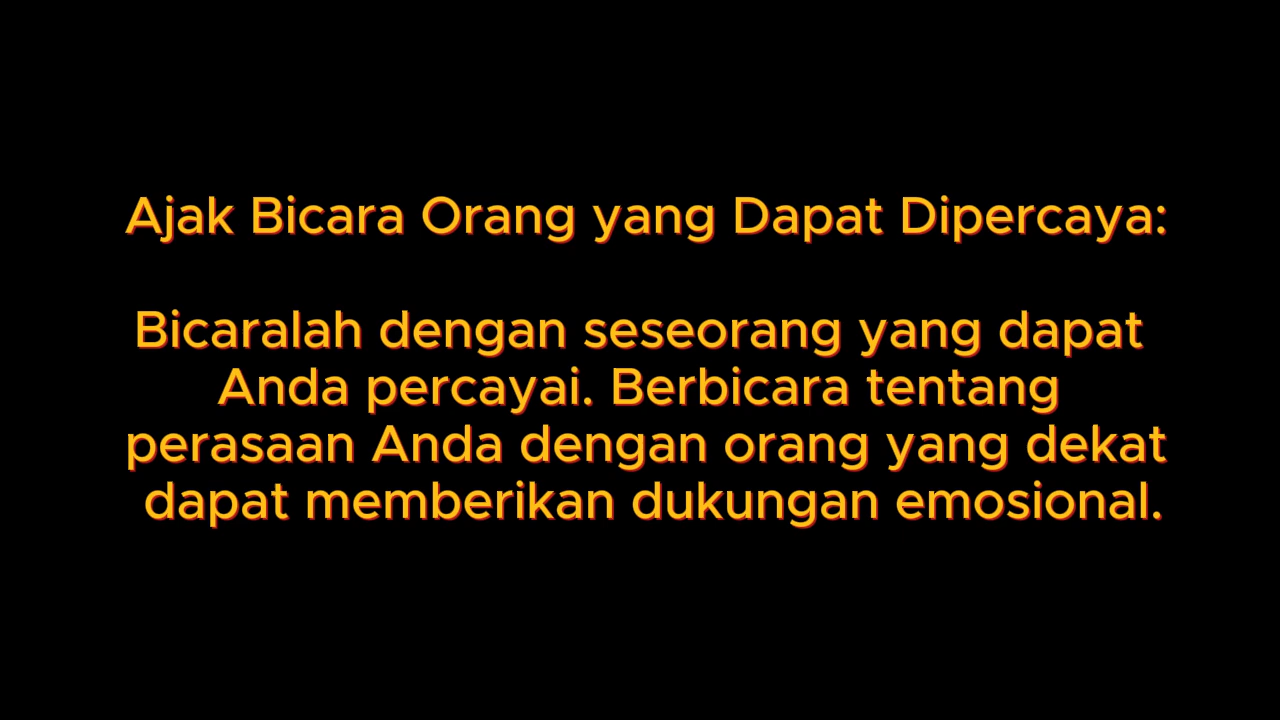 Ajak Bicara Orang yang Dapat Dipercaya:
Bicaralah dengan seseorang yang dapat
Anda percayai. Berbicara tentang
perasaan Anda dengan orang yang dekat
dapat memberikan dukungan emosional.